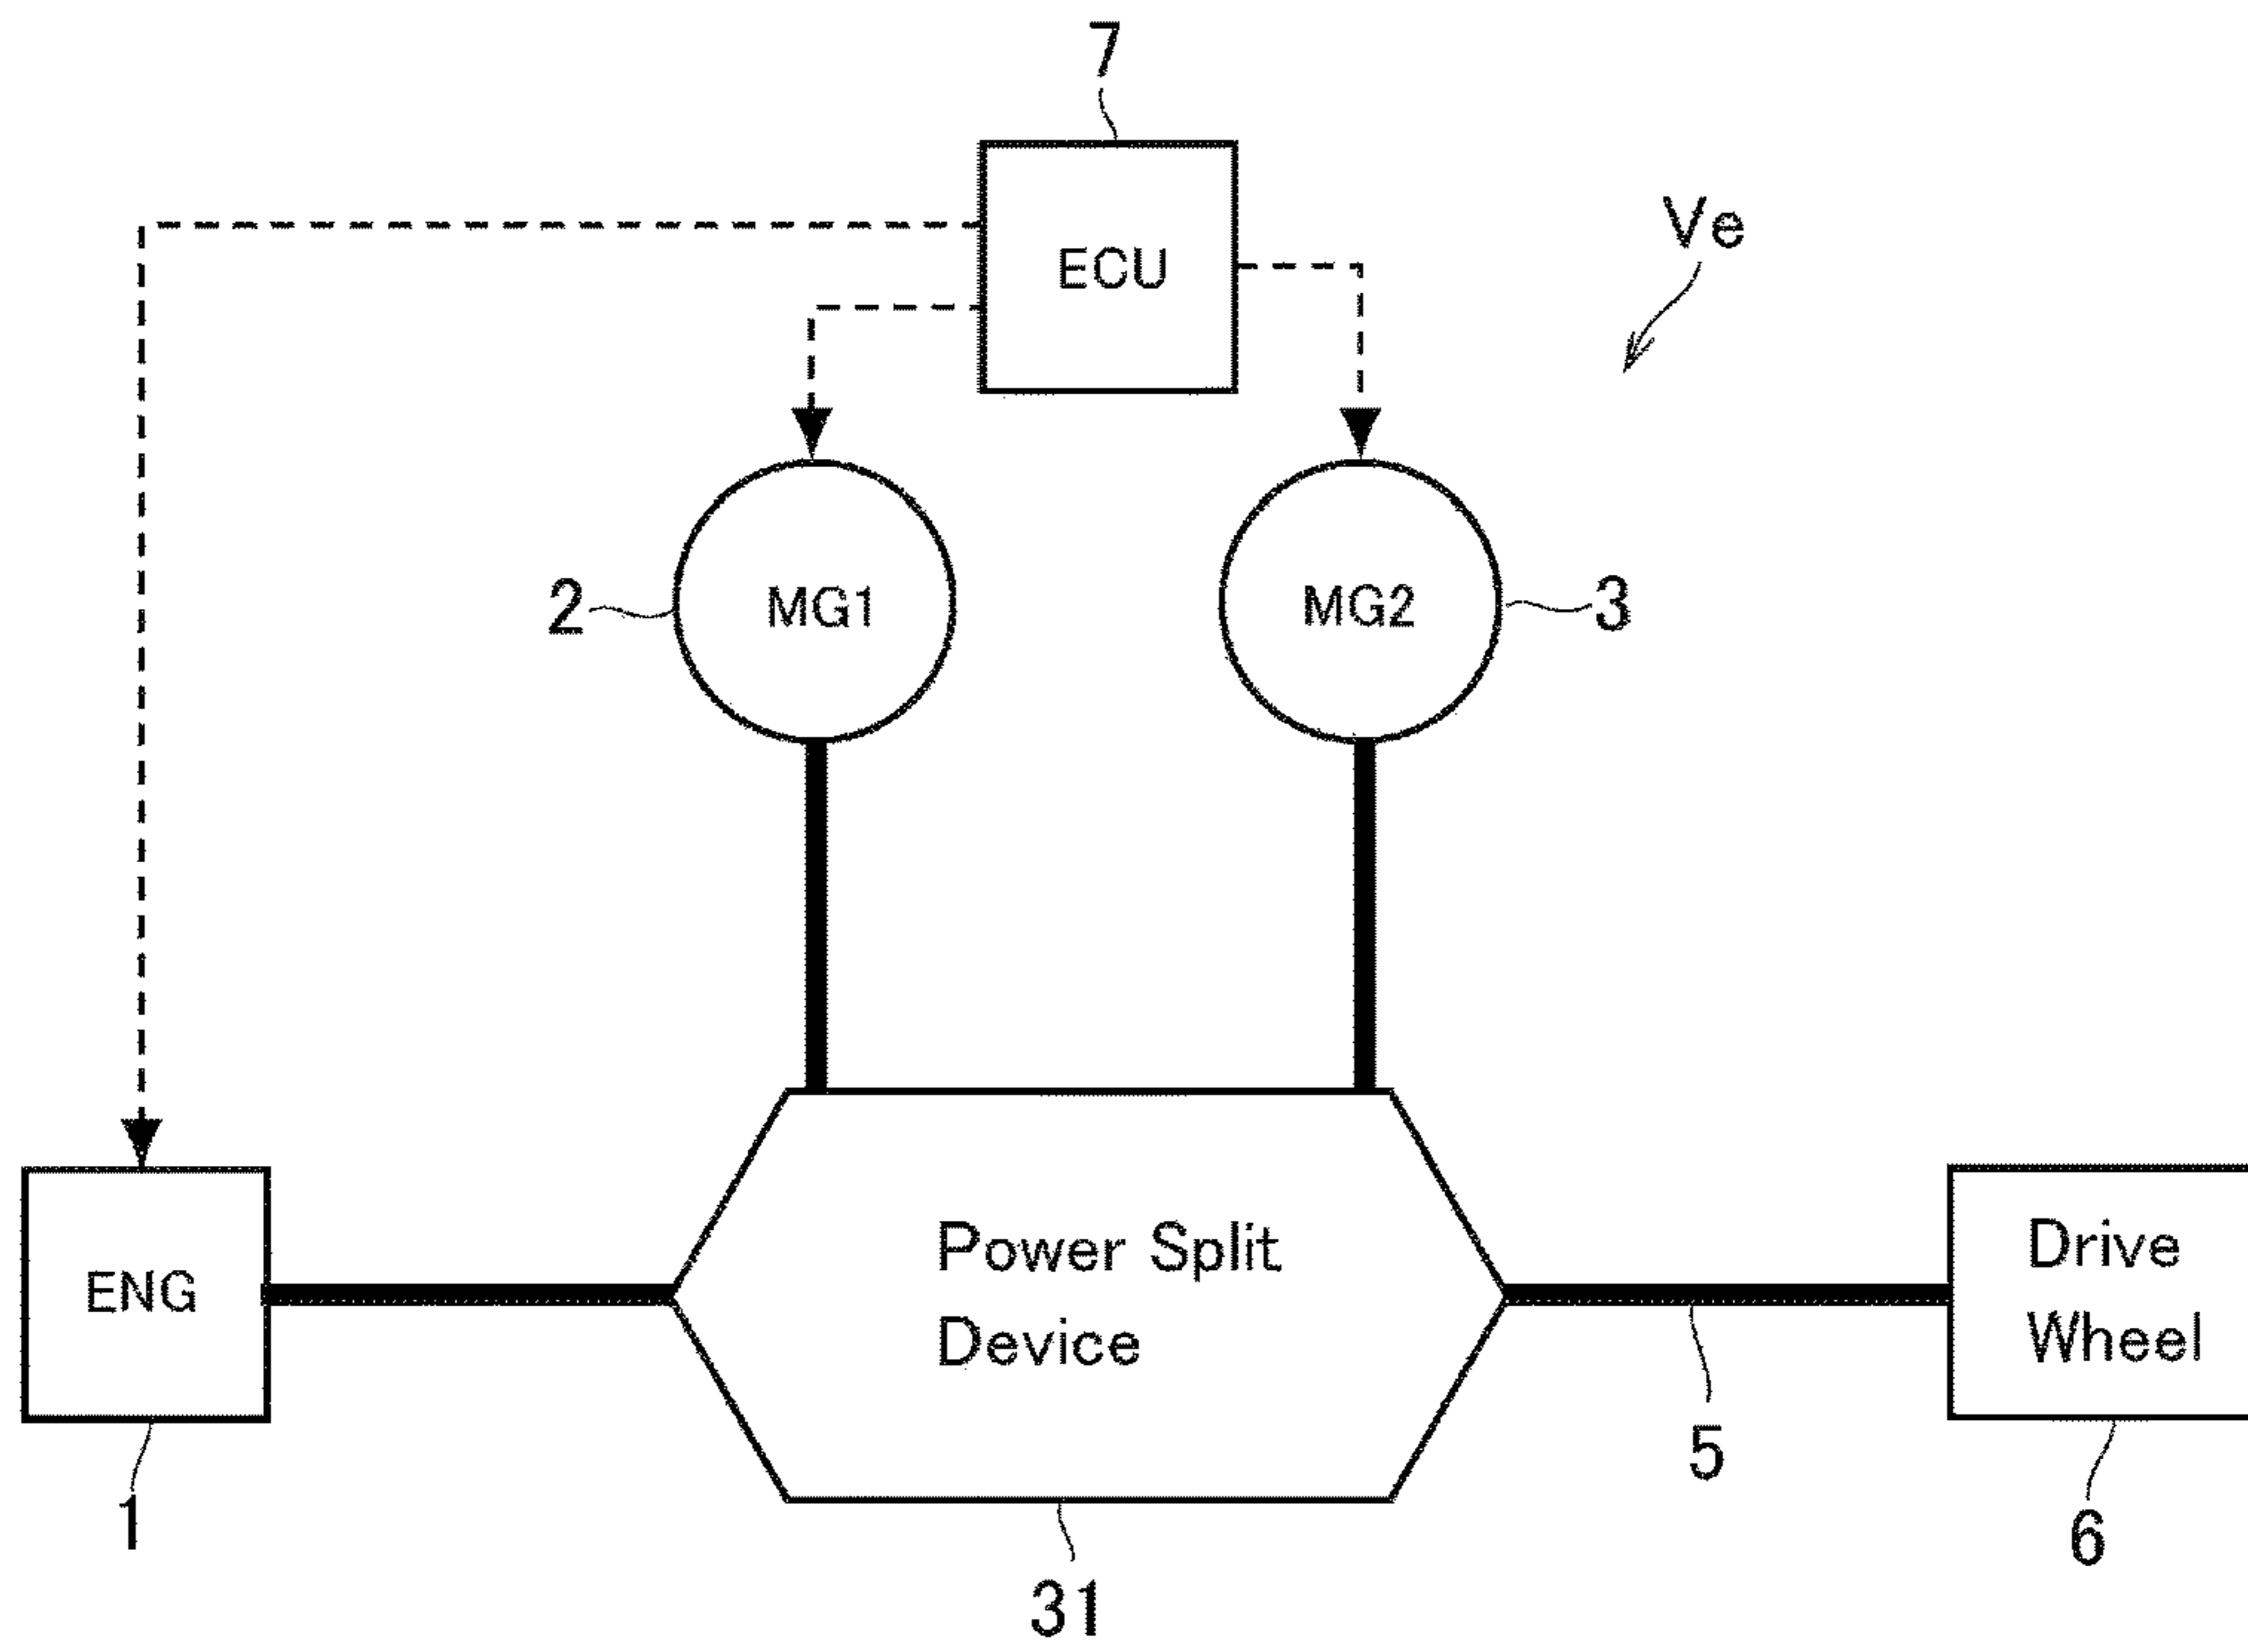 7
Ve
ECU
2
MG1
MG2
3
ENG
Power Split
Device
Drive
Wheel
5
1
6
31